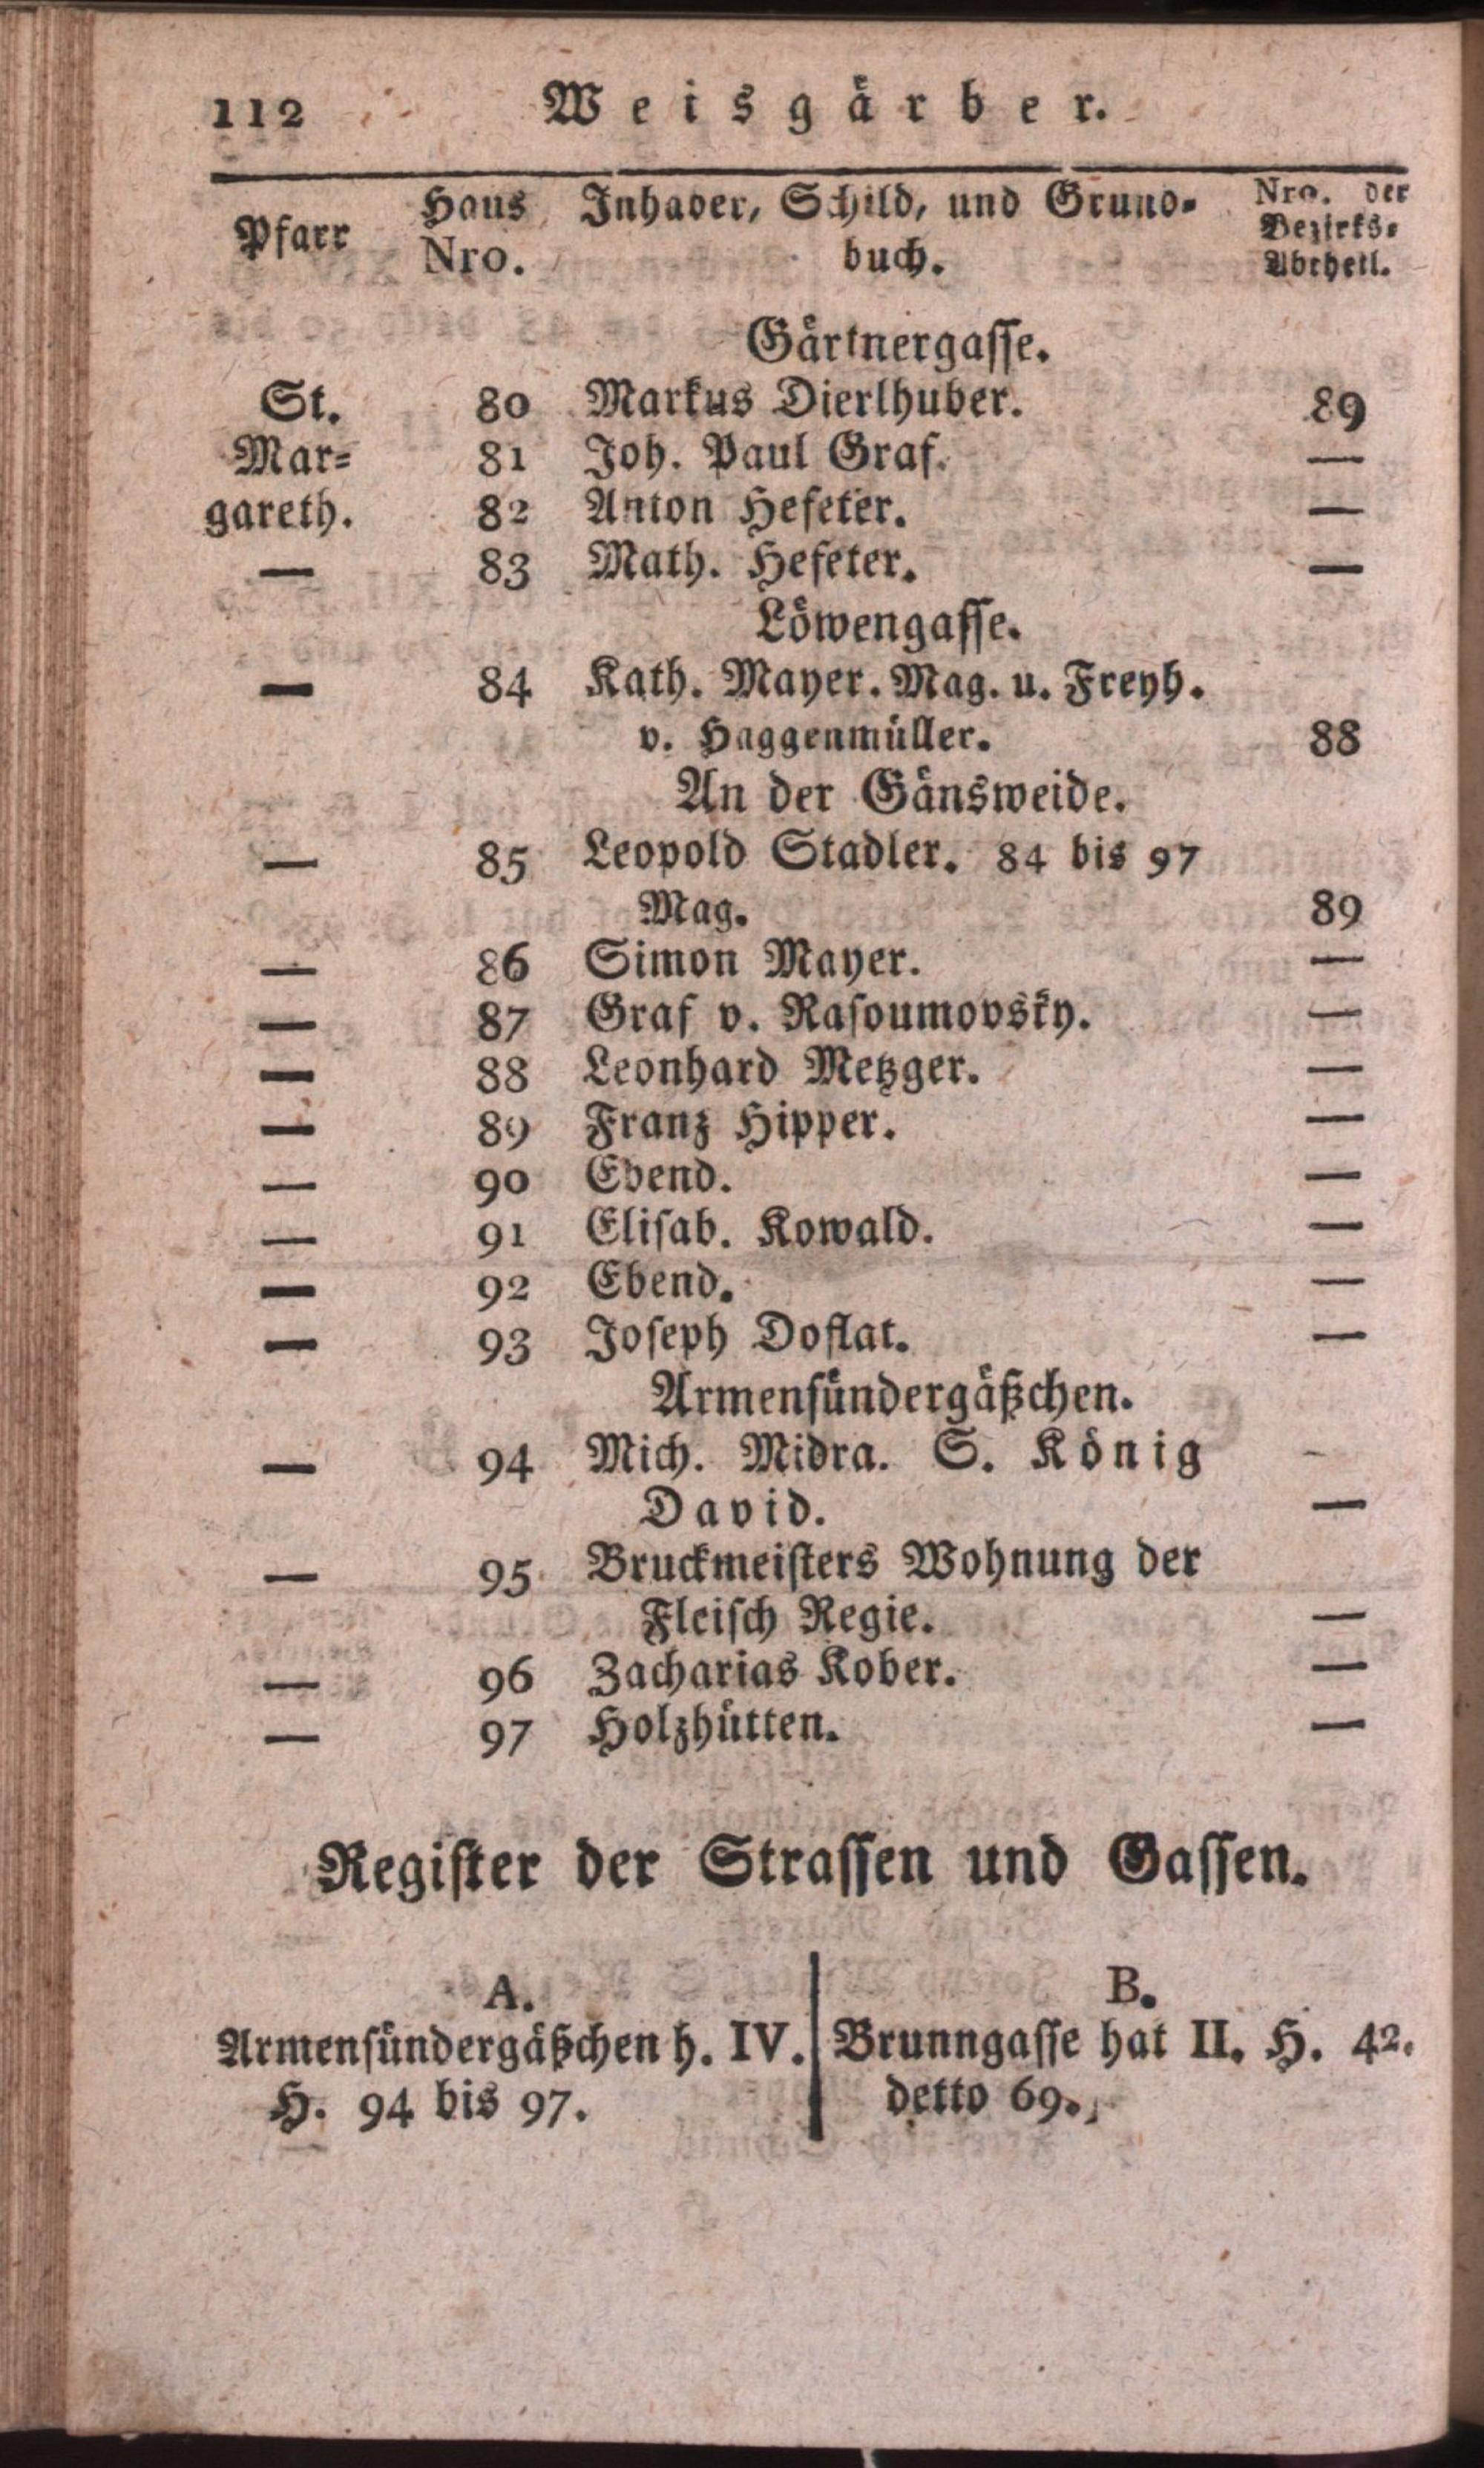 112 Weisgärber.
Pfarr Haus Nro. Inhaber, Schild, und Grund-buch. Nro. der Bezirks-Abtheil.
Gärtnergasse.
St. 80 Markus Dierlhuber. 89
Mar- 81 Joh. Paul Graf. —
gareth. 82 Anton Hefeter. —
— 83 Math. Hefeter. —
Löwengasse.
— 84 Kath. Mayer. Mag. u. Freyh.
v. Haggenmüller. 88
An der Gänsweide.
— 85 Leopold Stadler. 84 bis 97
Mag. 89
— 86 Simon Mayer. —
— 87 Graf v. Rasoumovsky. —
— 88 Leonhard Metzger. —
— 89 Franz Hipper. —
— 90 Ebend. —
— 91 Elisab. Kowald. —
— 92 Ebend. —
— 93 Joseph Doflat. —
Armensündergäßchen.
— 94 Mich. Midra. S. König
David. —
— 95 Bruckmeisters Wohnung der
Fleisch Regie. —
— 96 Zacharias Kober. —
— 97 Holzhütten. —
Register der Strassen und Gassen.
A.
Armensündergäßchen h. IV.
H. 94 bis 97.
B.
Brunngasse hat II. H. 42.
detto 69.